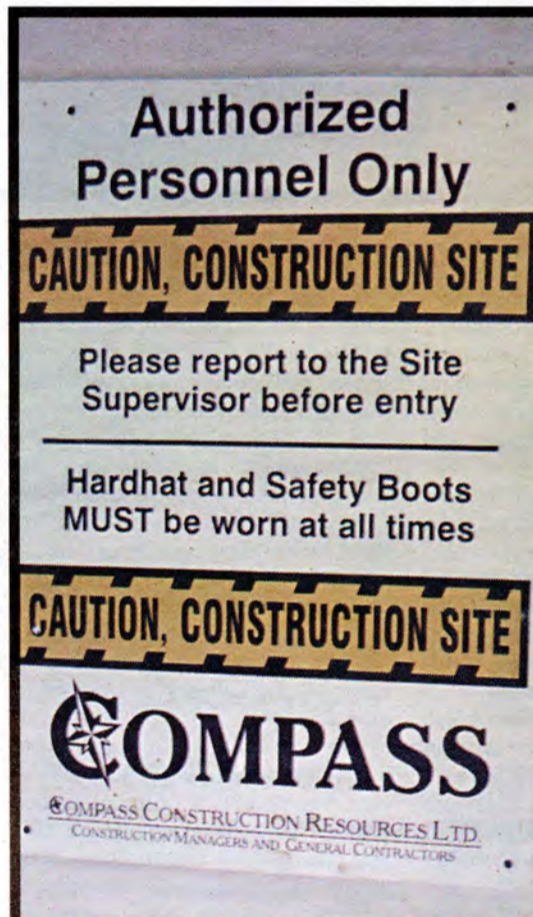 Authorized
Personnel Only
CAUTION, CONSTRUCTION SITE
Please report to the Site
Supervisor before entry
Hardhat and Safety Boots
MUST be worn at all times
CAUTION, CONSTRUCTION SITE
COMPASS
COMPASS CONSTRUCTION RESOURCES LTD.
CONSTRUCTION MANAGERS AND GENERAL CONTRACTORS